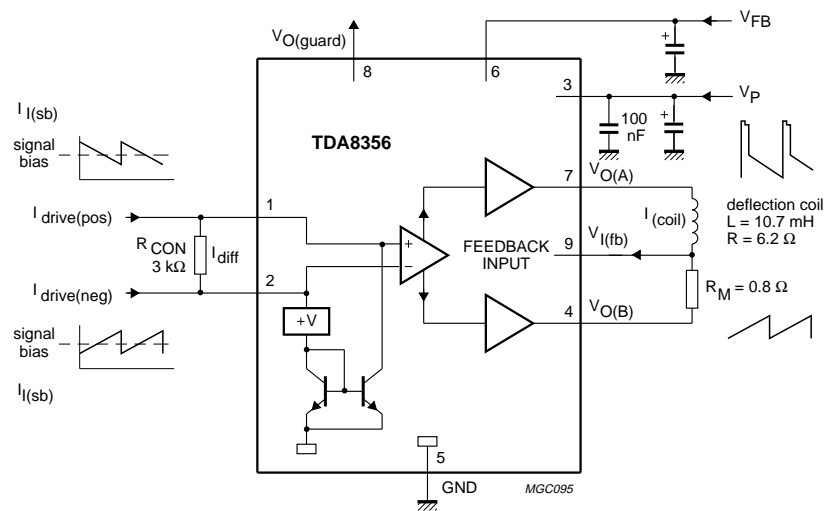 V_O(guard)
V_FB
8
6
3
V_P
I_I(sb)
signal bias
TDA8356
100 nF
7
V_O(A)
I_drive(pos)
1
I_(coil)
deflection coil
L = 10.7 mH
R = 6.2 Ω
R_CON
3 kΩ
I_diff
+
−
FEEDBACK INPUT
9
V_I(fb)
I_drive(neg)
2
R_M = 0.8 Ω
+V
4
V_O(B)
signal bias
I_I(sb)
5
GND
MGC095
+
+